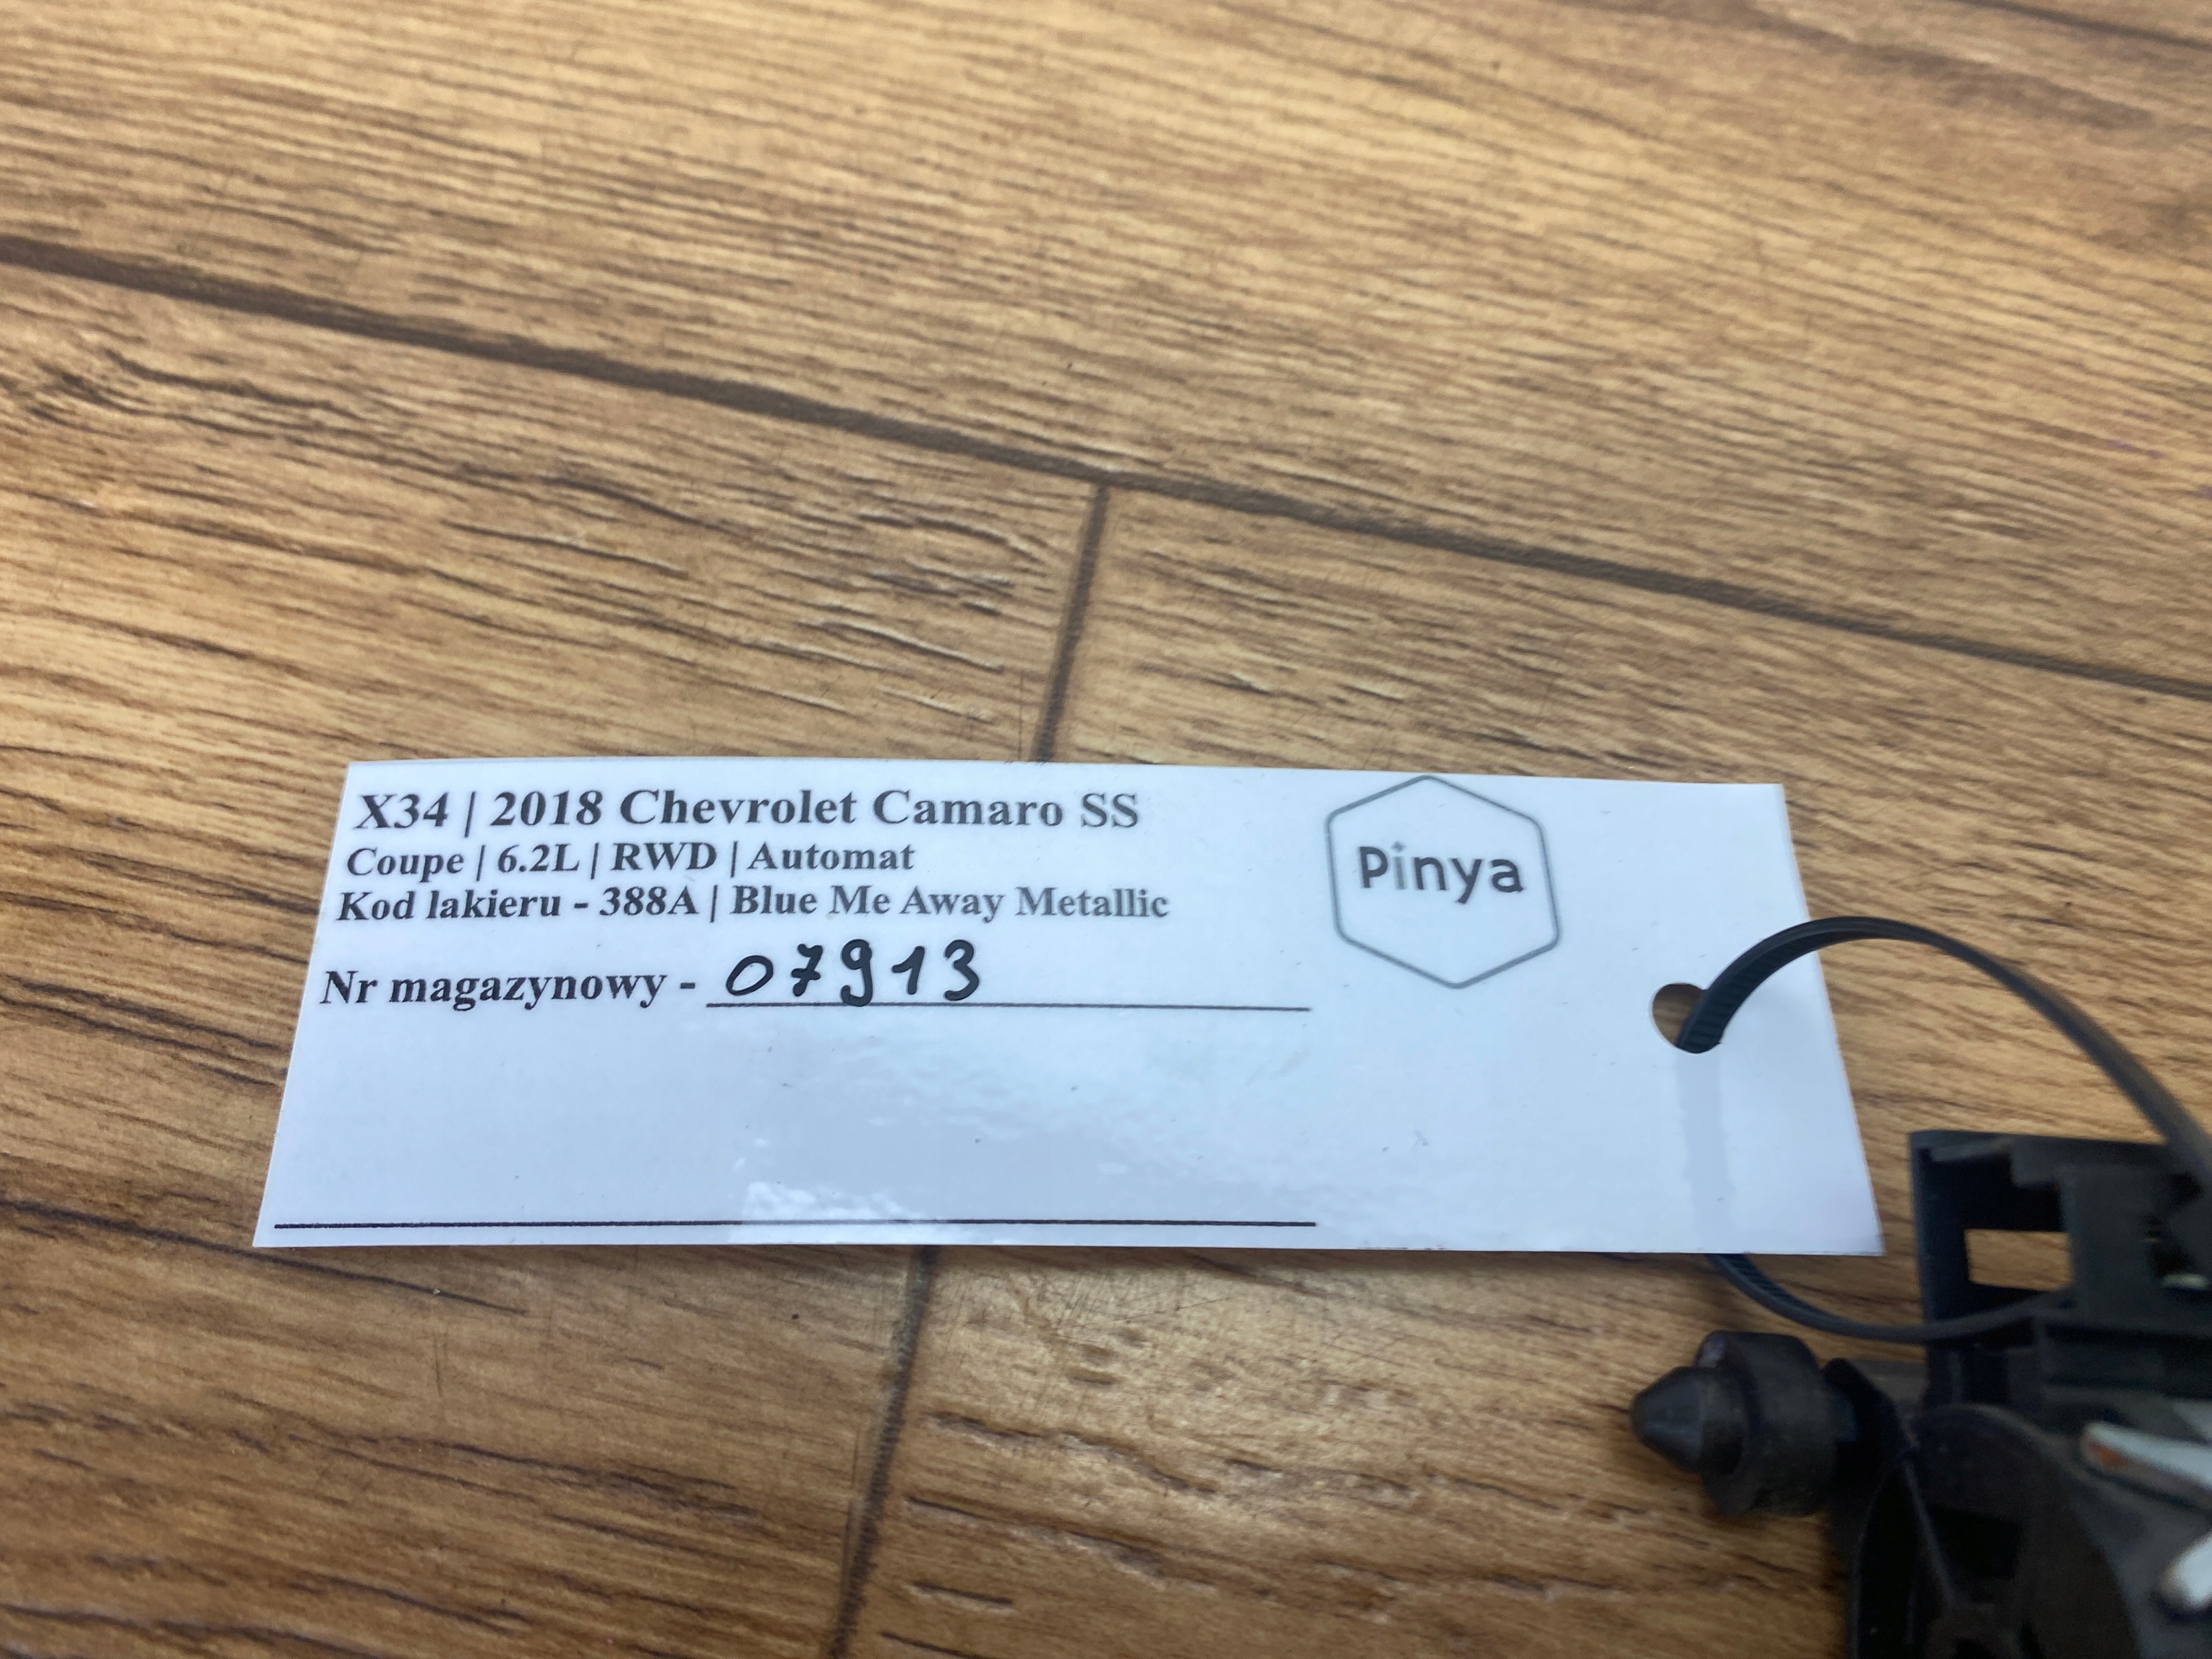 X34 | 2018 Chevrolet Camaro SS
Coupe | 6.2L | RWD | Automat
Kod lakieru - 388A | Blue Me Away Metallic
Nr magazynowy - 07913
Pinya